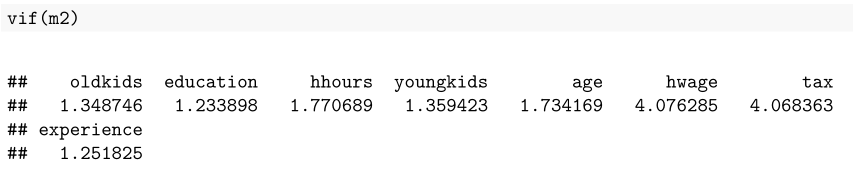 vif(m2)
## oldkids education hhours youngkids age hwage tax
## 1.348746 1.233898 1.770689 1.359423 1.734169 4.076285 4.068363
## experience
## 1.251825